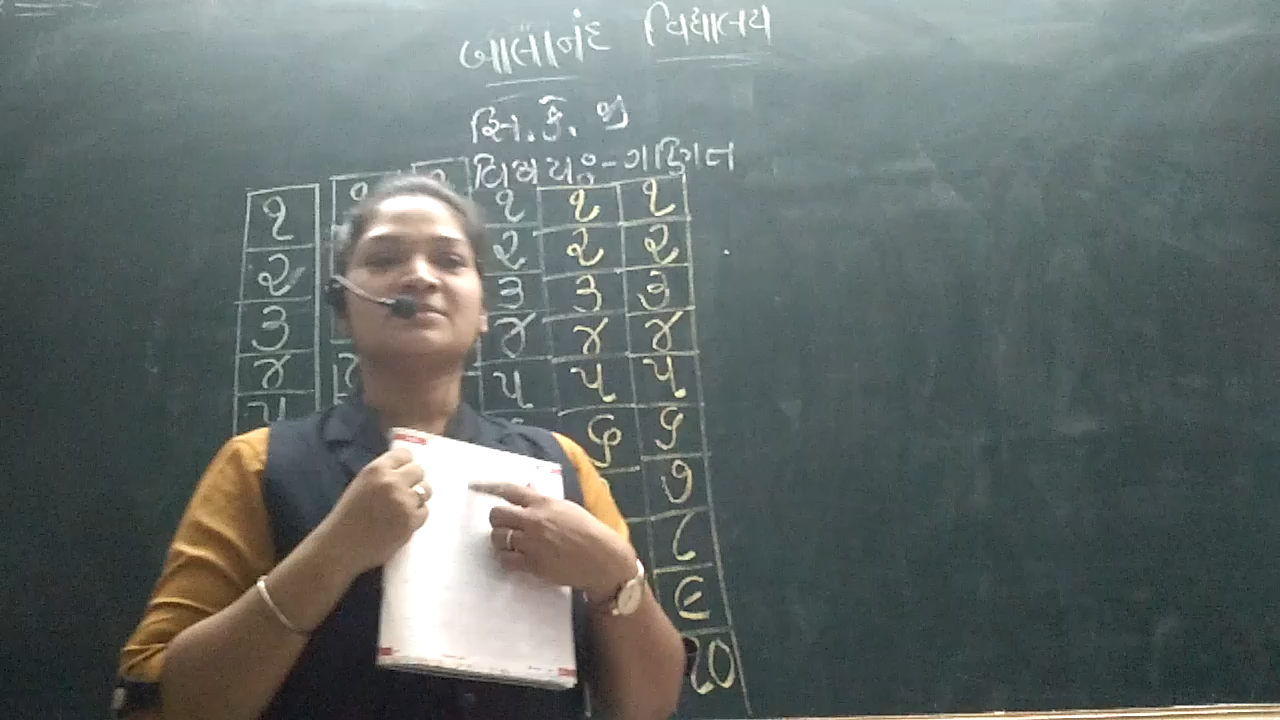 બાલાનંદ વિદ્યાલય
સિ.કે.જી
વિષય:-ગણિત
૧ ૧ ૧ ૧ ૧
૨ ૨ ૨ ૨
૩ ૩ ૩ ૩
૪ ૪ ૪ ૪
૫ ૫ ૫ ૫
૬ ૬
૭
૮
૯
૧૦